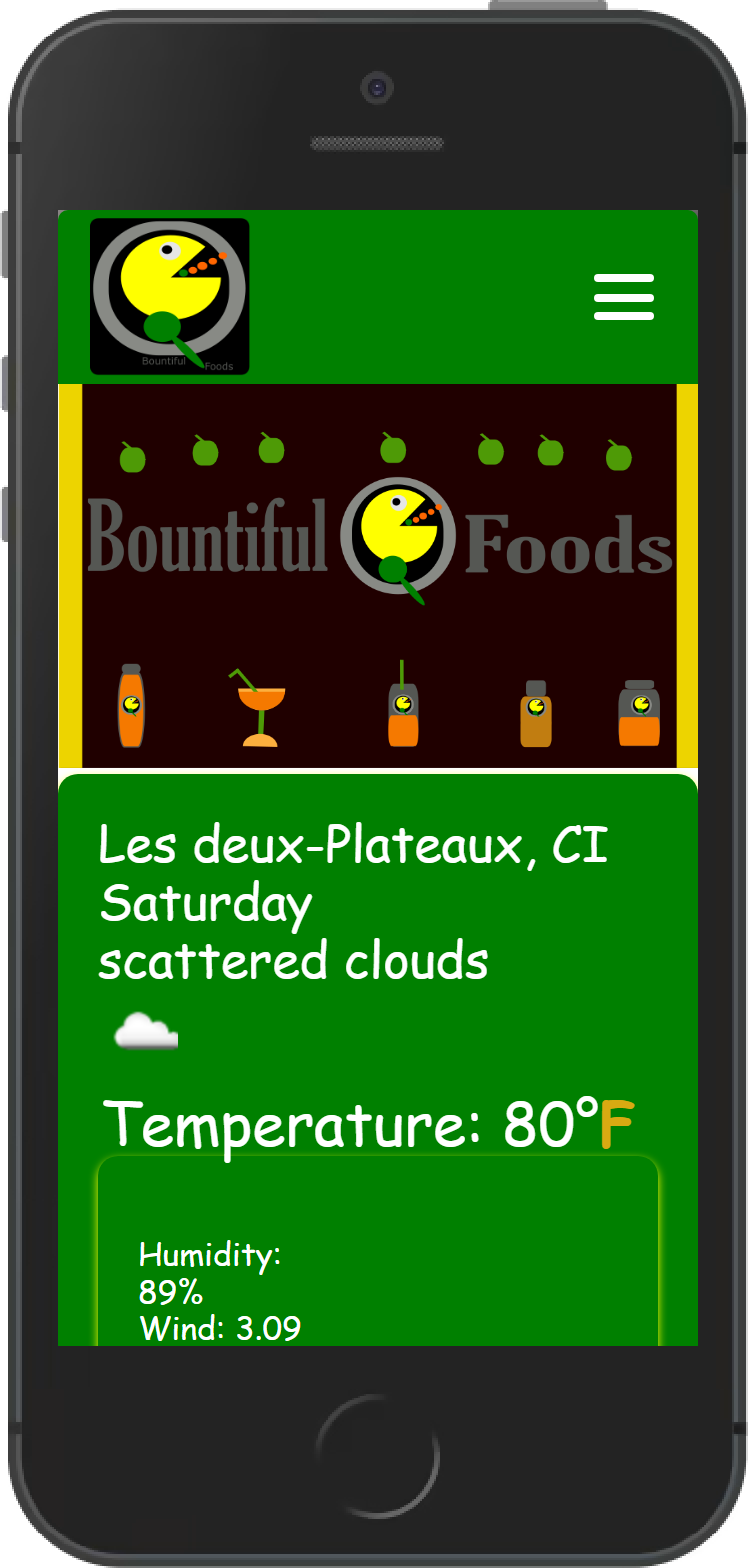 Bountiful
Foods
Bountiful Foods
Les deux-Plateaux, CI
Saturday
scattered clouds
Temperature: 80°F
Humidity:
89%
Wind: 3.09